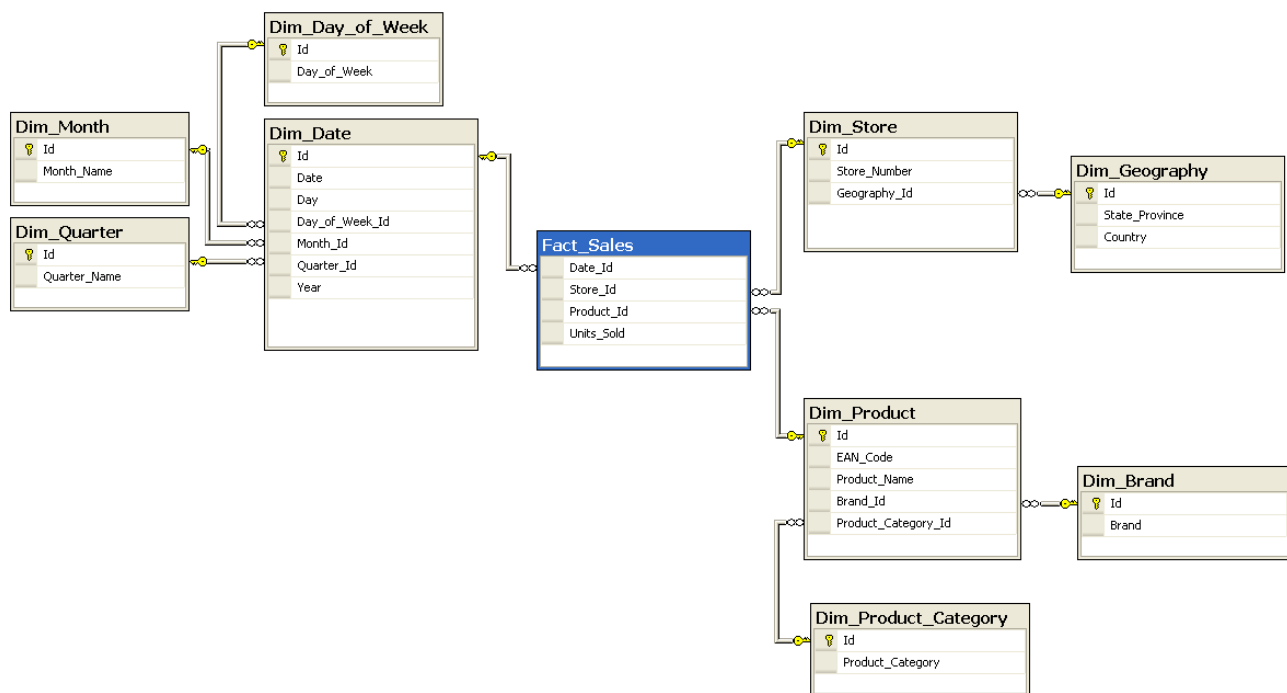 Dim_Day_of_Week
Id
Day_of_Week
Dim_Month
Id
Month_Name
Dim_Quarter
Id
Quarter_Name
Dim_Date
Id
Date
Day
Day_of_Week_Id
Month_Id
Quarter_Id
Year
Fact_Sales
Date_Id
Store_Id
Product_Id
Units_Sold
Dim_Store
Id
Store_Number
Geography_Id
Dim_Geography
Id
State_Province
Country
Dim_Product
Id
EAN_Code
Product_Name
Brand_Id
Product_Category_Id
Dim_Brand
Id
Brand
Dim_Product_Category
Id
Product_Category